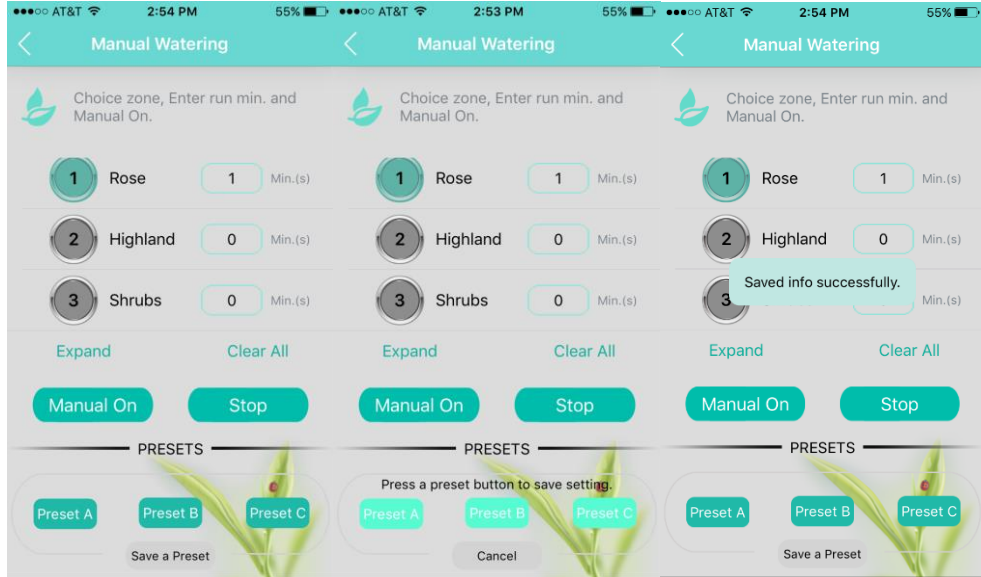 AT&T 2:54 PM 55%
Manual Watering
Choice zone, Enter run min. and
Manual On.
1 Rose 1 Min.(s)
2 Highland 0 Min.(s)
3 Shrubs 0 Min.(s)
Expand Clear All
Manual On Stop
PRESETS
Preset A Preset B Preset C
Save a Preset
AT&T 2:53 PM 55%
Manual Watering
Choice zone, Enter run min. and
Manual On.
1 Rose 1 Min.(s)
2 Highland 0 Min.(s)
3 Shrubs 0 Min.(s)
Expand Clear All
Manual On Stop
PRESETS
Press a preset button to save setting.
Preset A Preset B Preset C
Cancel
AT&T 2:54 PM 55%
Manual Watering
Choice zone, Enter run min. and
Manual On.
1 Rose 1 Min.(s)
2 Highland 0 Min.(s)
Saved info successfully.
3 Min.(s)
Expand Clear All
Manual On Stop
PRESETS
Preset A Preset B Preset C
Save a Preset